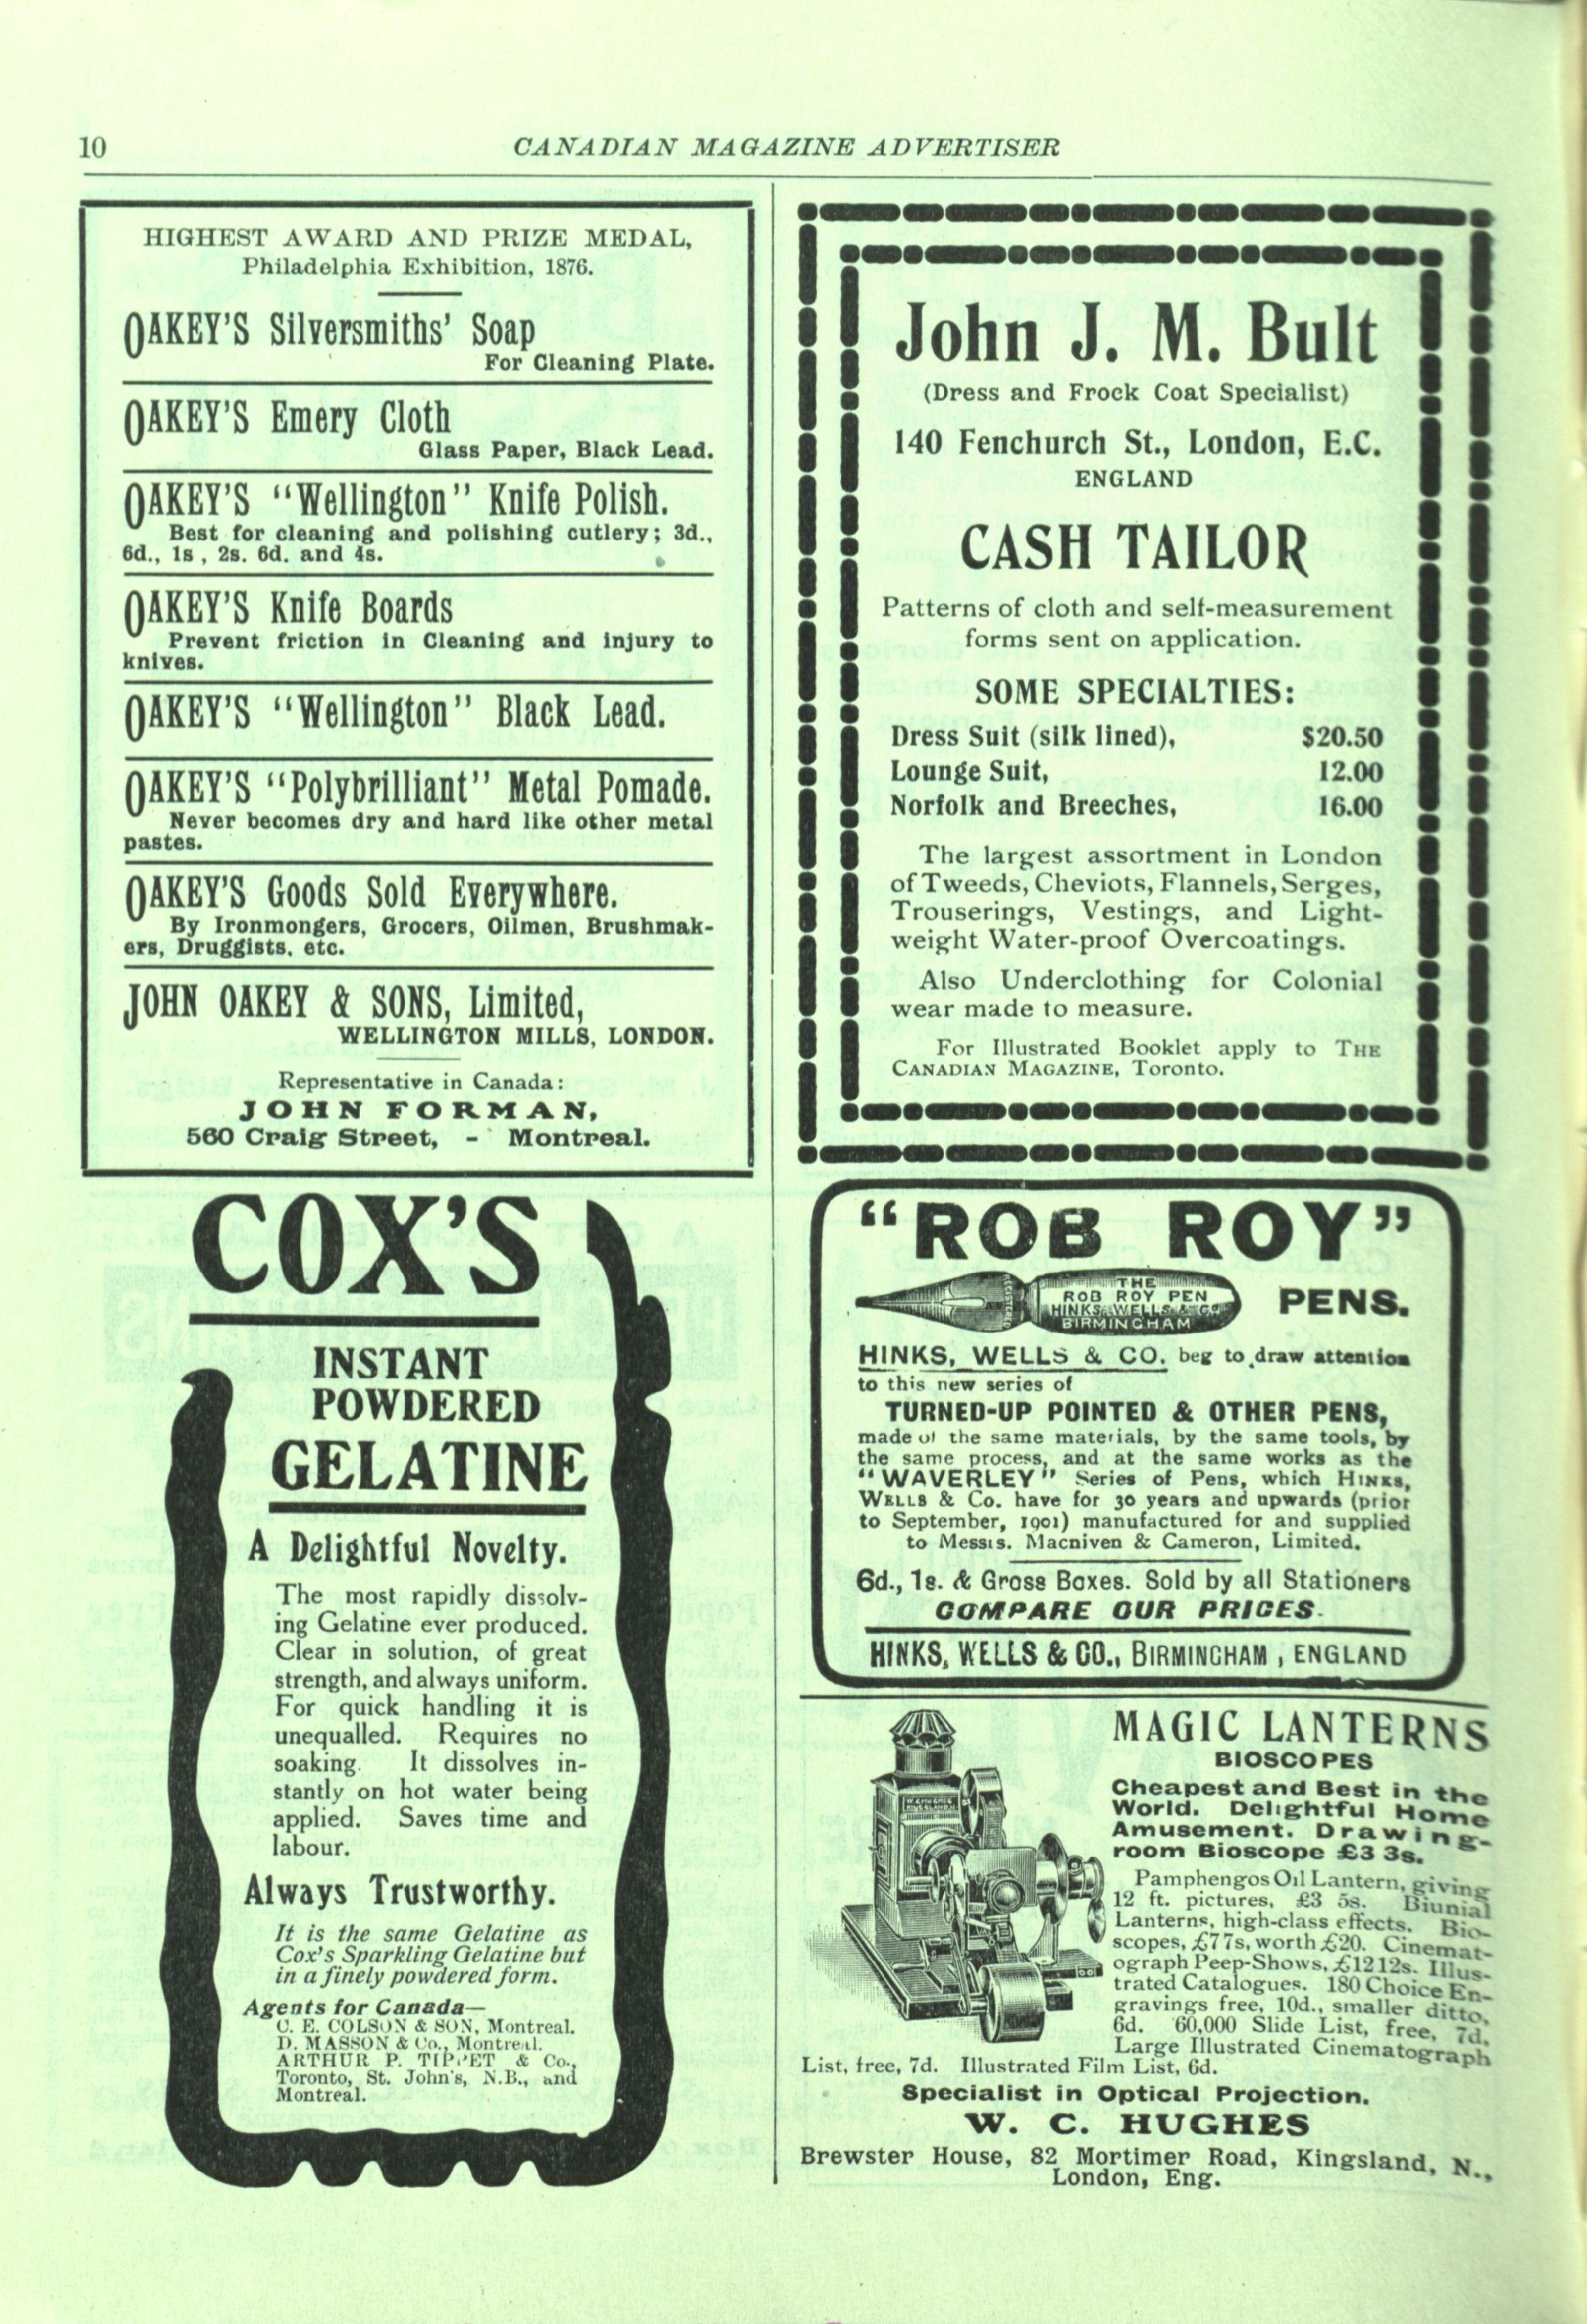 10
CANADIAN MAGAZINE ADVERTISER
HIGHEST AWARD AND PRIZE MEDAL,
Philadelphia Exhibition, 1876.
OAKEY'S Silversmiths' Soap
For Cleaning Plate.
OAKEY'S Emery Cloth
Glass Paper, Black Lead.
OAKEY'S "Wellington" Knife Polish.
Best for cleaning and polishing cutlery; 3d.,
6d., 1s , 2s. 6d. and 4s.
OAKEY'S Knife Boards
Prevent friction in Cleaning and injury to
knives.
OAKEY'S "Wellington" Black Lead.
OAKEY'S "Polybrilliant" Metal Pomade.
Never becomes dry and hard like other metal
pastes.
OAKEY'S Goods Sold Everywhere.
By Ironmongers, Grocers, Oilmen, Brushmak-
ers, Druggists, etc.
JOHN OAKEY & SONS, Limited,
WELLINGTON MILLS, LONDON.
Representative in Canada:
JOHN FORMAN,
560 Craig Street, - Montreal.
COX'S
INSTANT
POWDERED
GELATINE
A Delightful Novelty.
The most rapidly dissolv-
ing Gelatine ever produced.
Clear in solution, of great
strength, and always uniform.
For quick handling it is
unequalled. Requires no
soaking. It dissolves in-
stantly on hot water being
applied. Saves time and
labour.
Always Trustworthy.
It is the same Gelatine as
Cox's Sparkling Gelatine but
in a finely powdered form.
Agents for Canada—
C. E. COLSON & SON, Montreal.
D. MASSON & Co., Montreal.
ARTHUR P. TIPPET & Co.,
Toronto, St. John's, N.B., and
Montreal.
John J. M. Bult
(Dress and Frock Coat Specialist)
140 Fenchurch St., London, E.C.
ENGLAND
CASH TAILOR
Patterns of cloth and self-measurement
forms sent on application.
SOME SPECIALTIES:
Dress Suit (silk lined), $20.50
Lounge Suit, 12.00
Norfolk and Breeches, 16.00
The largest assortment in London
of Tweeds, Cheviots, Flannels, Serges,
Trouserings, Vestings, and Light-
weight Water-proof Overcoatings.
Also Underclothing for Colonial
wear made to measure.
For Illustrated Booklet apply to THE
CANADIAN MAGAZINE, Toronto.
"ROB ROY"
THE
ROB ROY PEN
HINKS, WELLS & Co.
BIRMINGHAM
REGISTERED
PENS.
HINKS, WELLS & CO. beg to draw attention
to this new series of
TURNED-UP POINTED & OTHER PENS,
made of the same materials, by the same tools, by
the same process, and at the same works as the
"WAVERLEY" Series of Pens, which HINKS,
WELLS & Co. have for 30 years and upwards (prior
to September, 1901) manufactured for and supplied
to Messrs. Macniven & Cameron, Limited.
6d., 1s. & Gross Boxes. Sold by all Stationers
COMPARE OUR PRICES.
HINKS, WELLS & CO., BIRMINGHAM, ENGLAND
MAGIC LANTERNS
BIOSCOPES
Cheapest and Best in the
World. Delightful Home
Amusement. Drawing-
room Bioscope £3 3s.
Pamphengos Oil Lantern, giving
12 ft. pictures, £3 5s. Biunial
Lanterns, high-class effects. Bio-
scopes, £7 7s, worth £20. Cinemat-
ograph Peep-Shows, £12 12s. Illus-
trated Catalogues. 180 Choice En-
gravings free, 10d., smaller ditto,
6d. 60,000 Slide List, free, 7d.
Large Illustrated Cinematograph
List, free, 7d. Illustrated Film List, 6d.
Specialist in Optical Projection.
W. C. HUGHES
Brewster House, 82 Mortimer Road, Kingsland, N.,
London, Eng.